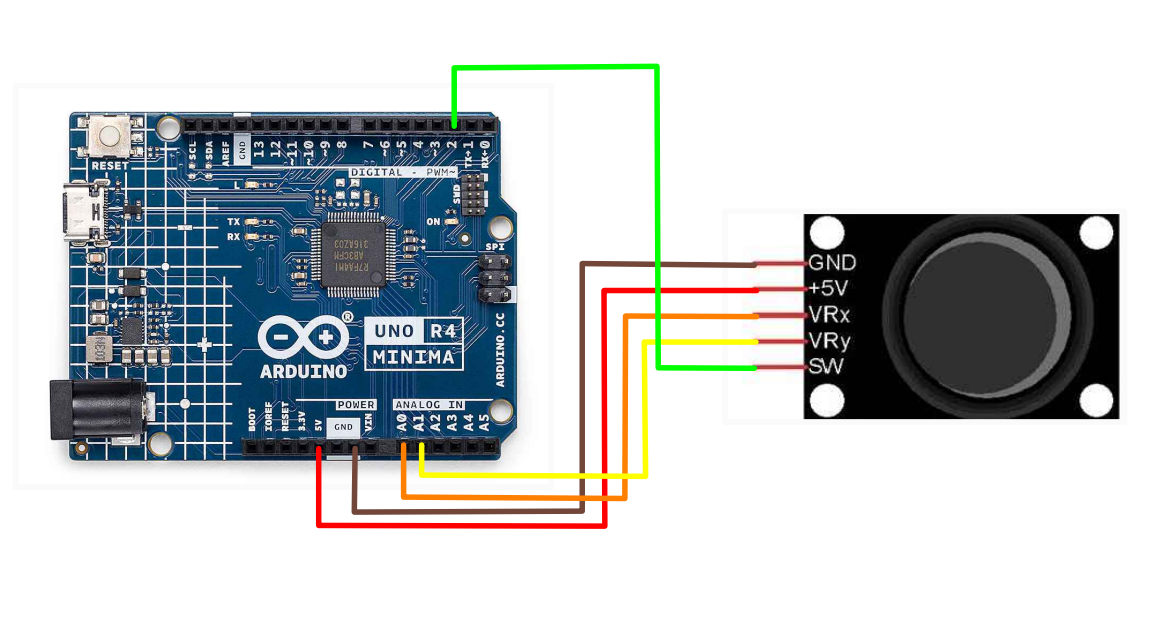 SCL
SDA
AREF
GND
13
12
~11
~10
~9
8
7
~6
~5
4
~3
2
TX→1
RX←0
RESET
DIGITAL - PWM~
L
SWD
TX
RX
ON
SPI
R7FA4M1
AB3CFM
316AZ03
103N
®
UNO R4
MINIMA
ARDUINO
ARDUINO.CC
POWER
ANALOG IN
BOOT
IOREF
RESET
3.3V
5V
GND
VIN
A0
A1
A2
A3
A4
A5
GND
+5V
VRx
VRy
SW